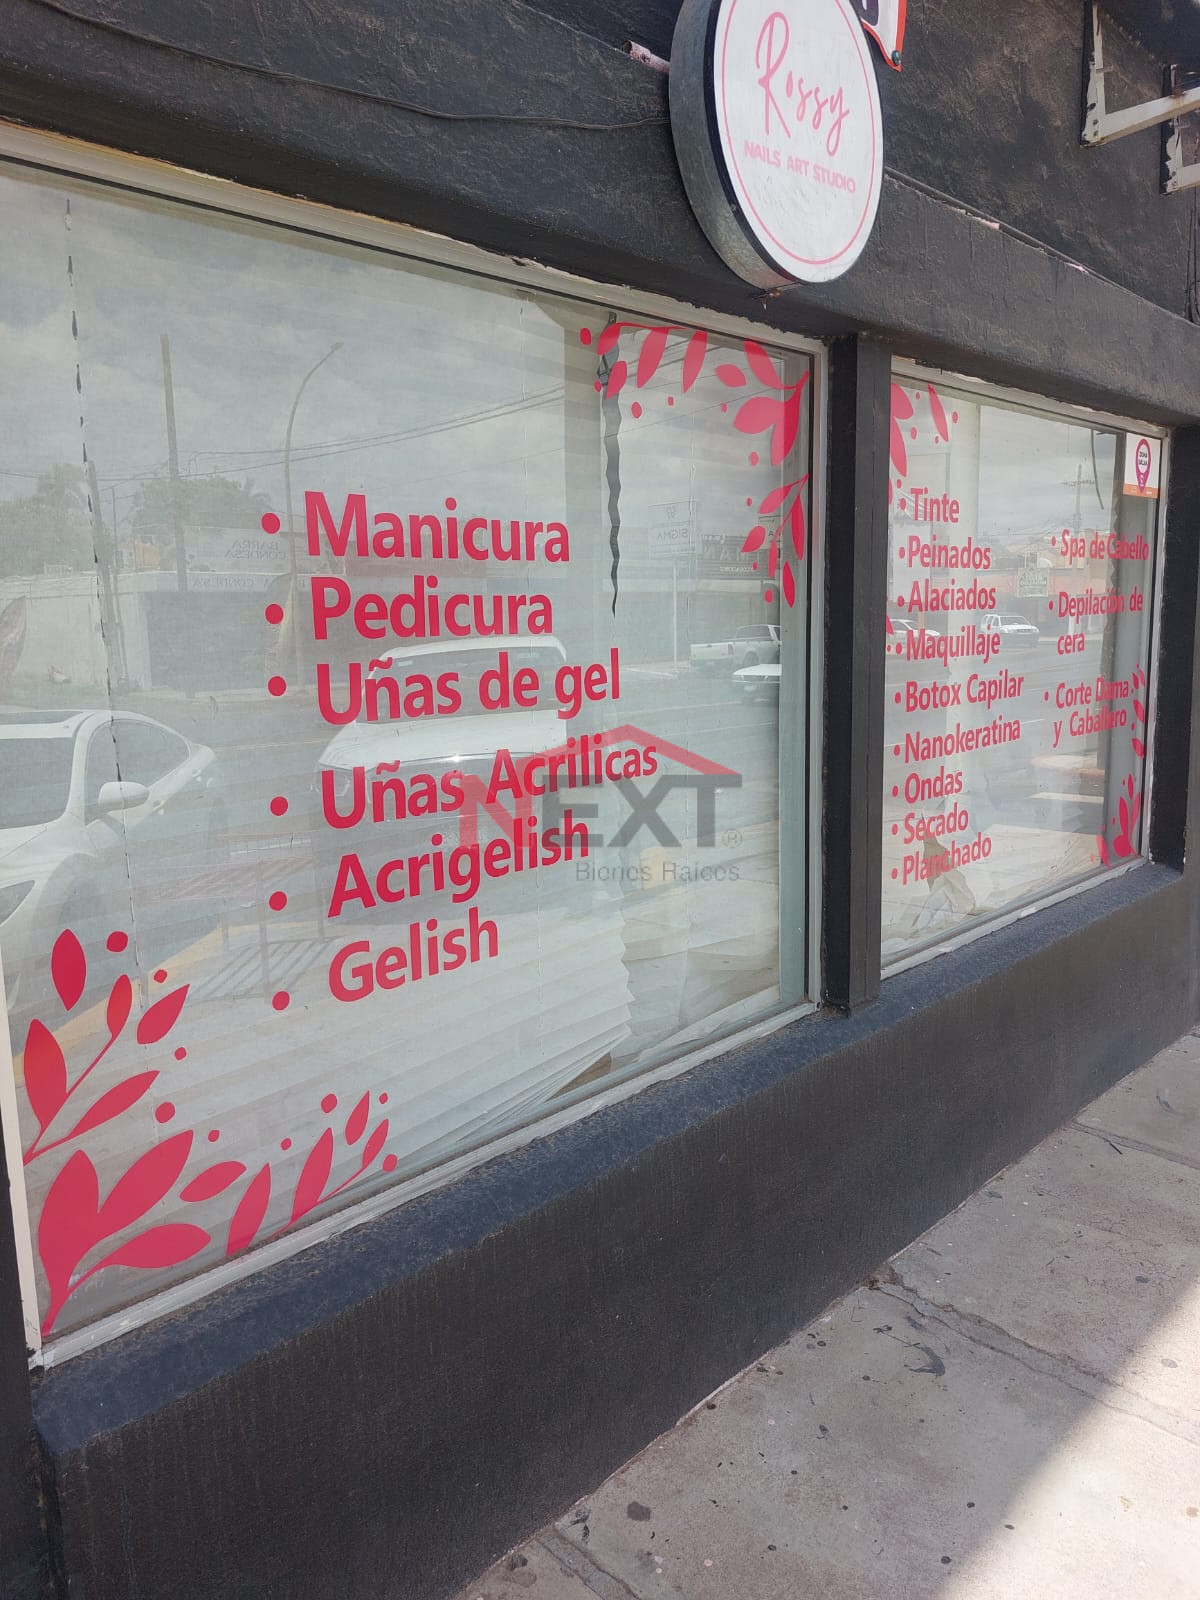 Rossy
NAILS ART STUDIO
• Manicura
• Pedicura
• Uñas de gel
• Uñas Acrilicas
• Acrigelish
• Gelish
• Tinte
• Peinados
• Alaciados
• Maquillaje
• Botox Capilar
• Nanokeratina
• Ondas
• Secado
• Planchado
• Spa de Cabello
• Depilación de
cera
• Corte Dama
y Caballero
NEXT®
Bienes Raíces